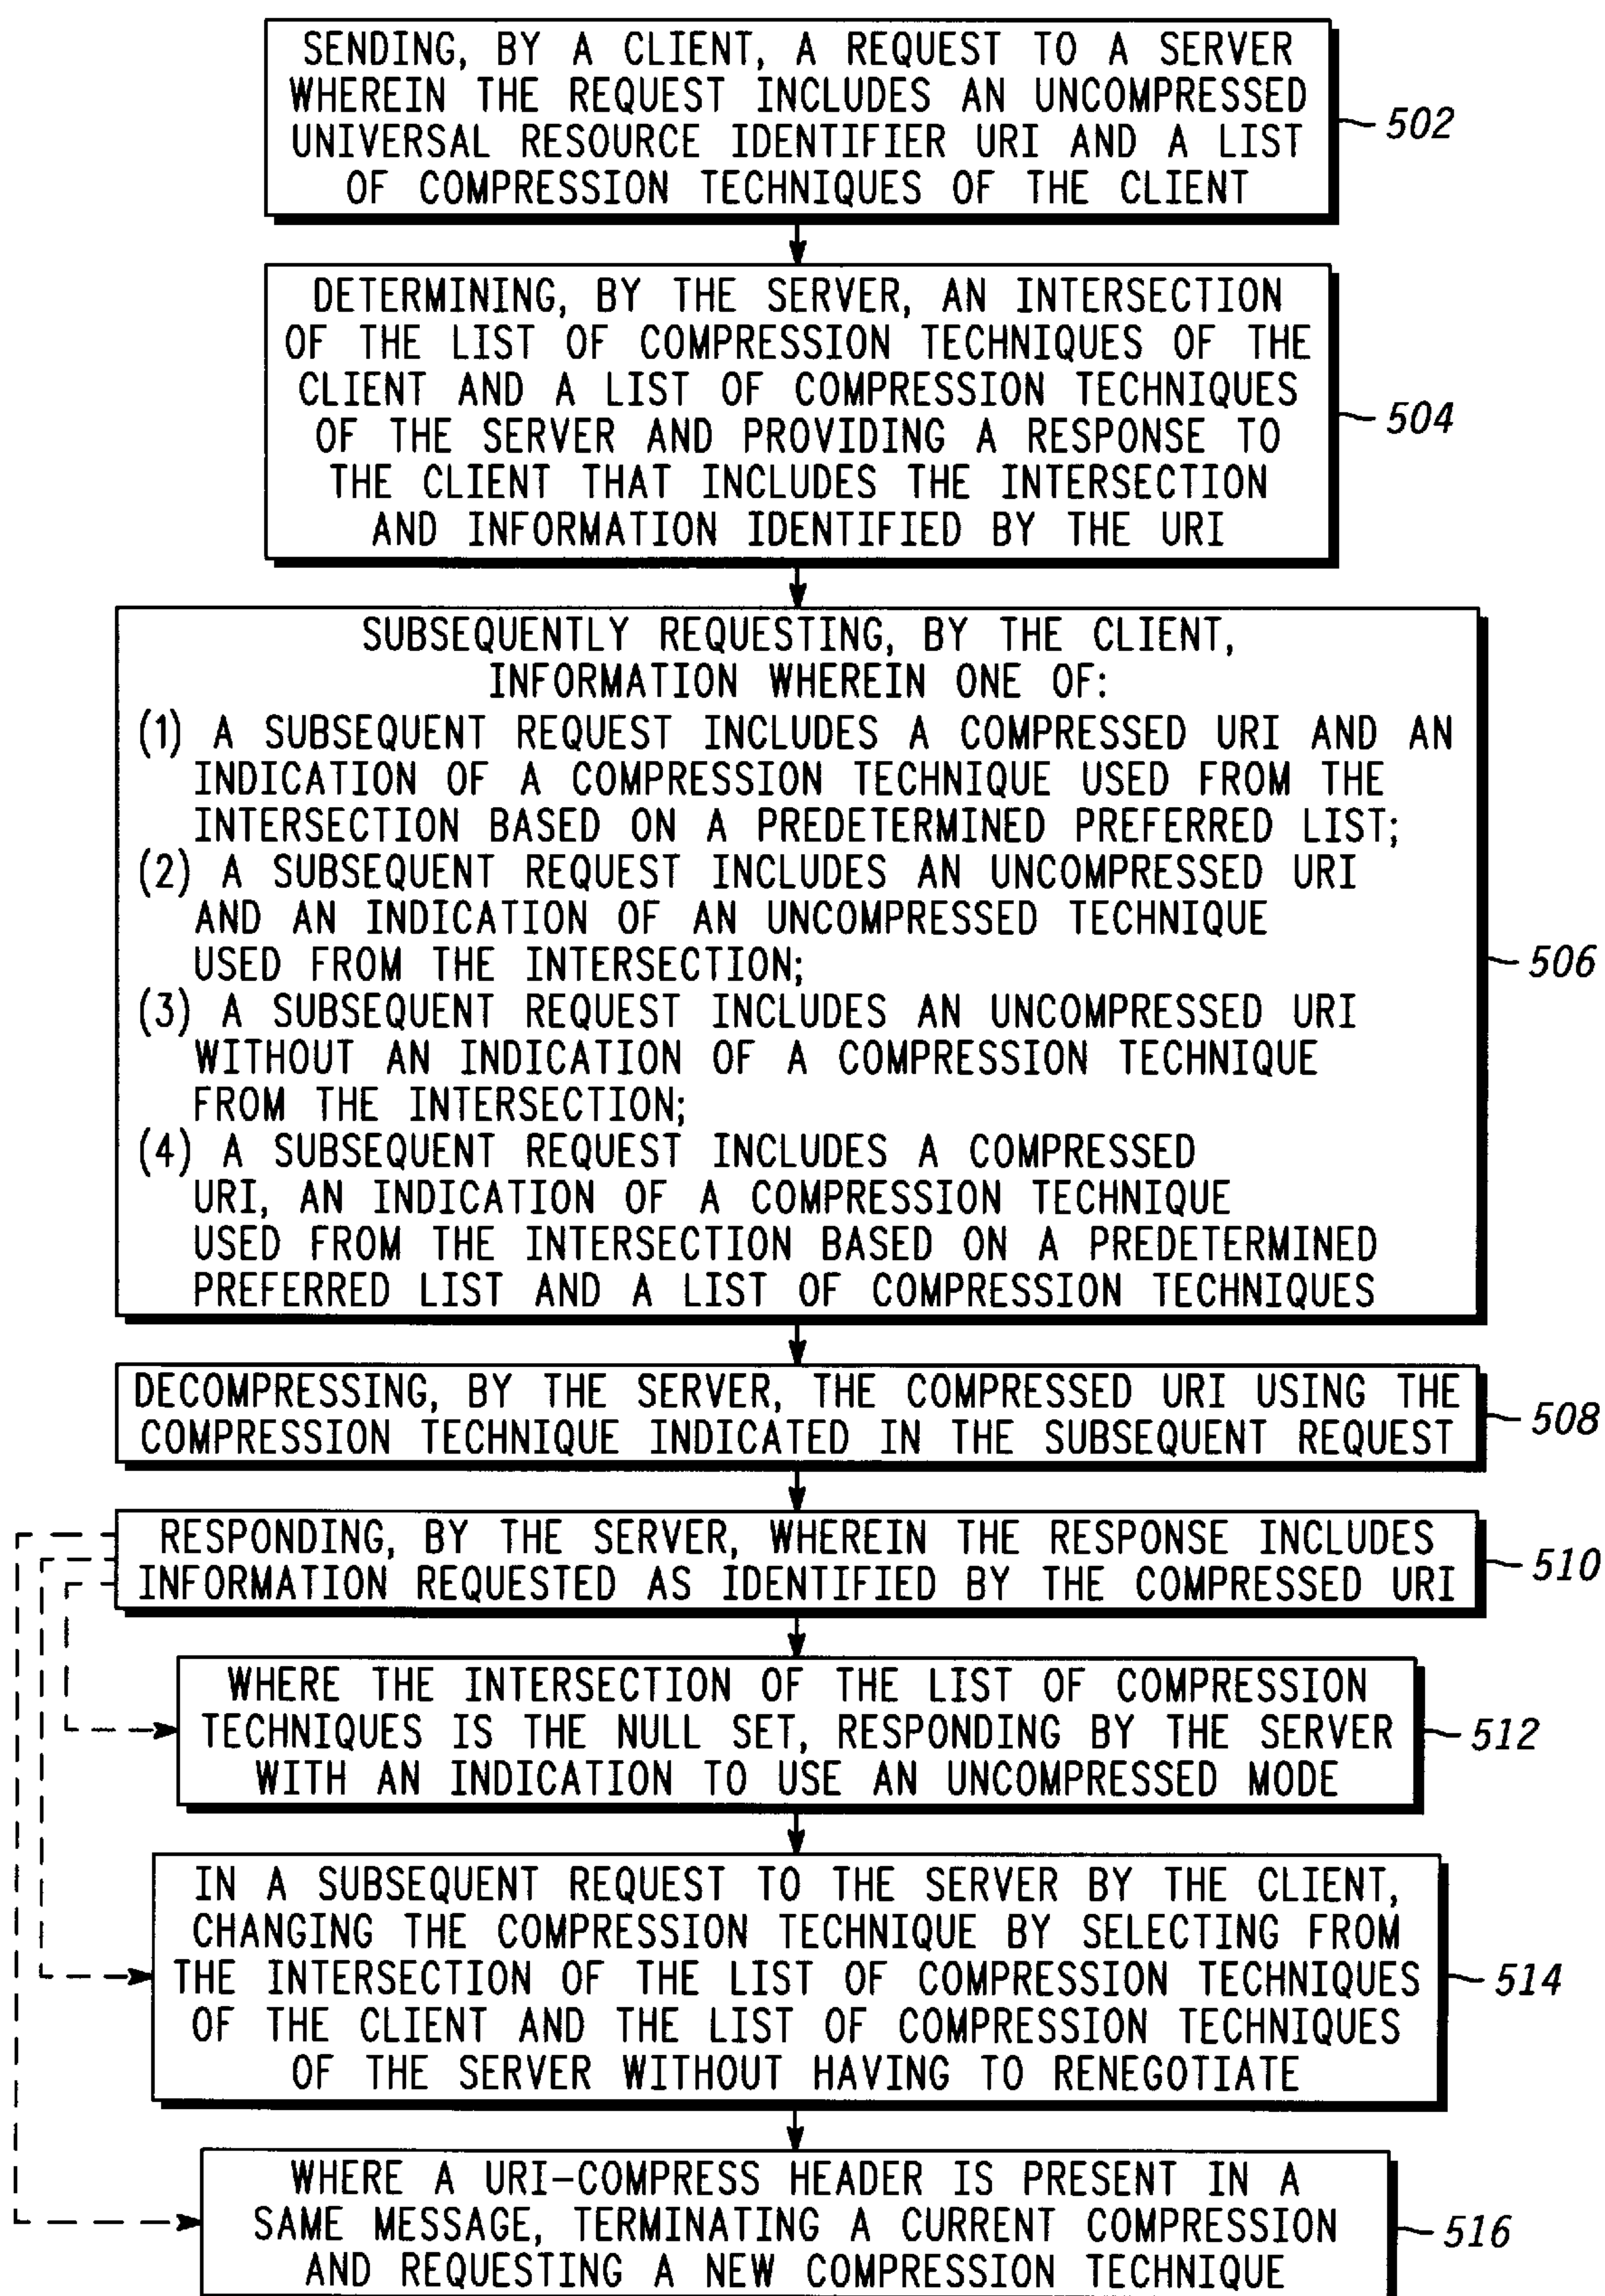 SENDING, BY A CLIENT, A REQUEST TO A SERVER
WHEREIN THE REQUEST INCLUDES AN UNCOMPRESSED
UNIVERSAL RESOURCE IDENTIFIER URI AND A LIST
OF COMPRESSION TECHNIQUES OF THE CLIENT
502
DETERMINING, BY THE SERVER, AN INTERSECTION
OF THE LIST OF COMPRESSION TECHNIQUES OF THE
CLIENT AND A LIST OF COMPRESSION TECHNIQUES
OF THE SERVER AND PROVIDING A RESPONSE TO
THE CLIENT THAT INCLUDES THE INTERSECTION
AND INFORMATION IDENTIFIED BY THE URI
504
SUBSEQUENTLY REQUESTING, BY THE CLIENT,
INFORMATION WHEREIN ONE OF:
(1) A SUBSEQUENT REQUEST INCLUDES A COMPRESSED URI AND AN
INDICATION OF A COMPRESSION TECHNIQUE USED FROM THE
INTERSECTION BASED ON A PREDETERMINED PREFERRED LIST;
(2) A SUBSEQUENT REQUEST INCLUDES AN UNCOMPRESSED URI
AND AN INDICATION OF AN UNCOMPRESSED TECHNIQUE
USED FROM THE INTERSECTION;
(3) A SUBSEQUENT REQUEST INCLUDES AN UNCOMPRESSED URI
WITHOUT AN INDICATION OF A COMPRESSION TECHNIQUE
FROM THE INTERSECTION;
(4) A SUBSEQUENT REQUEST INCLUDES A COMPRESSED
URI, AN INDICATION OF A COMPRESSION TECHNIQUE
USED FROM THE INTERSECTION BASED ON A PREDETERMINED
PREFERRED LIST AND A LIST OF COMPRESSION TECHNIQUES
506
DECOMPRESSING, BY THE SERVER, THE COMPRESSED URI USING THE
COMPRESSION TECHNIQUE INDICATED IN THE SUBSEQUENT REQUEST
508
RESPONDING, BY THE SERVER, WHEREIN THE RESPONSE INCLUDES
INFORMATION REQUESTED AS IDENTIFIED BY THE COMPRESSED URI
510
WHERE THE INTERSECTION OF THE LIST OF COMPRESSION
TECHNIQUES IS THE NULL SET, RESPONDING BY THE SERVER
WITH AN INDICATION TO USE AN UNCOMPRESSED MODE
512
IN A SUBSEQUENT REQUEST TO THE SERVER BY THE CLIENT,
CHANGING THE COMPRESSION TECHNIQUE BY SELECTING FROM
THE INTERSECTION OF THE LIST OF COMPRESSION TECHNIQUES
OF THE CLIENT AND THE LIST OF COMPRESSION TECHNIQUES
OF THE SERVER WITHOUT HAVING TO RENEGOTIATE
514
WHERE A URI-COMPRESS HEADER IS PRESENT IN A
SAME MESSAGE, TERMINATING A CURRENT COMPRESSION
AND REQUESTING A NEW COMPRESSION TECHNIQUE
516